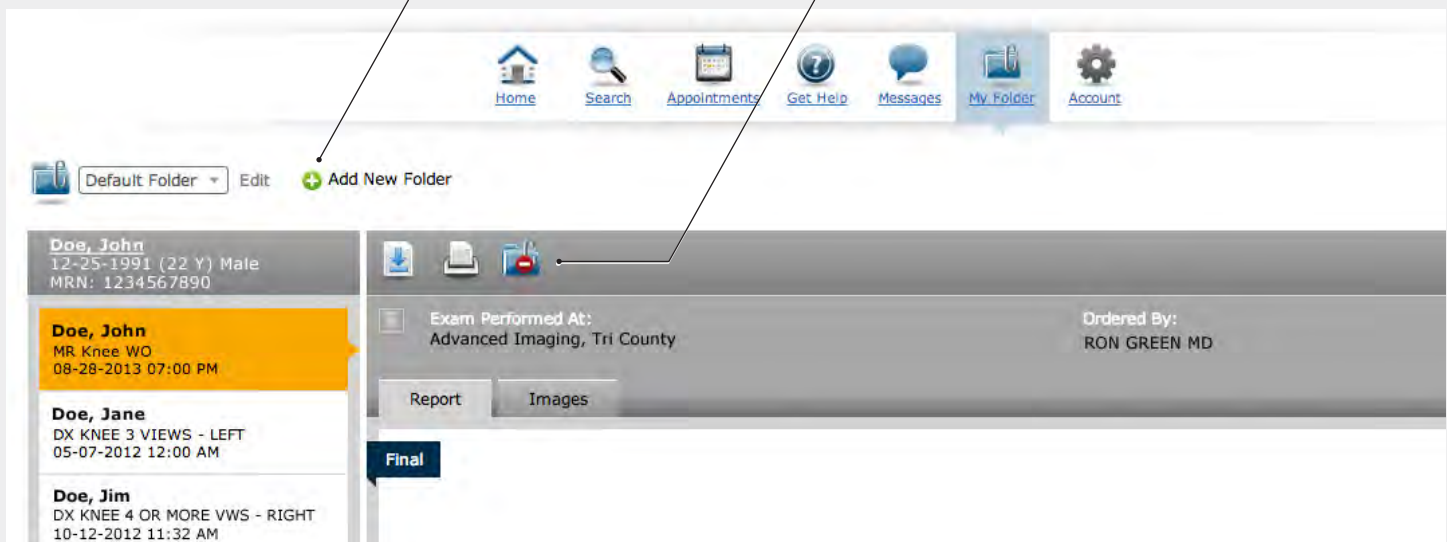 Home
Search
Appointments
Get Help
Messages
My Folder
Account
Default Folder
Edit
Add New Folder
Doe, John
12-25-1991 (22 Y) Male
MRN: 1234567890
Exam Performed At:
Advanced Imaging, Tri County
Ordered By:
RON GREEN MD
Doe, John
MR Knee WO
08-28-2013 07:00 PM
Doe, Jane
DX KNEE 3 VIEWS - LEFT
05-07-2012 12:00 AM
Doe, Jim
DX KNEE 4 OR MORE VWS - RIGHT
10-12-2012 11:32 AM
Report
Images
Final